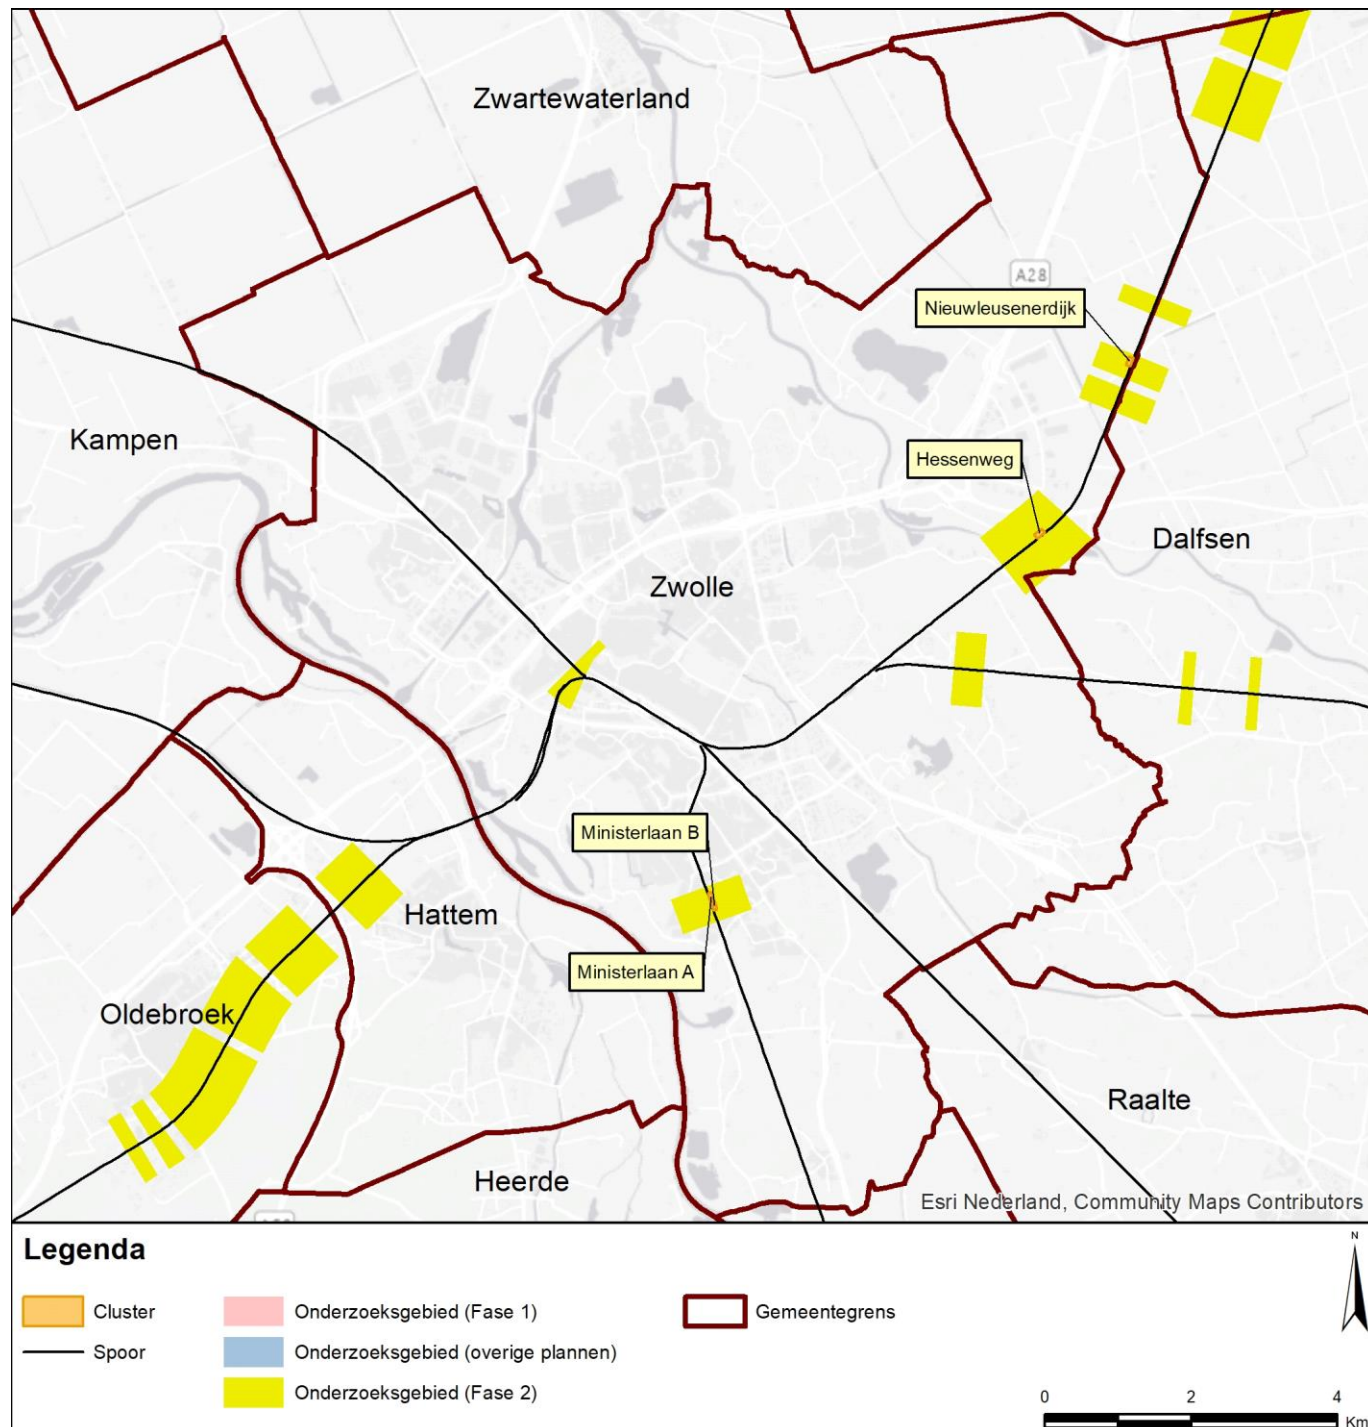 Zwartewaterland
A28
Nieuwleusenerdijk
Kampen
Hessenweg
Dalfsen
Zwolle
Ministerlaan B
Hattem
Ministerlaan A
Oldebroek
Raalte
Heerde
Esri Nederland, Community Maps Contributors
Legenda
N
Cluster
Onderzoeksgebied (Fase 1)
Gemeentegrens
Spoor
Onderzoeksgebied (overige plannen)
Onderzoeksgebied (Fase 2)
0 2 4
Km